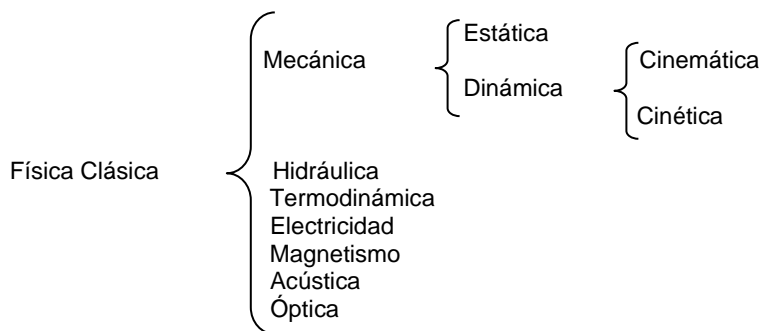 Estática
Mecánica
Cinemática
Dinámica
Cinética
Física Clásica
Hidráulica
Termodinámica
Electricidad
Magnetismo
Acústica
Óptica